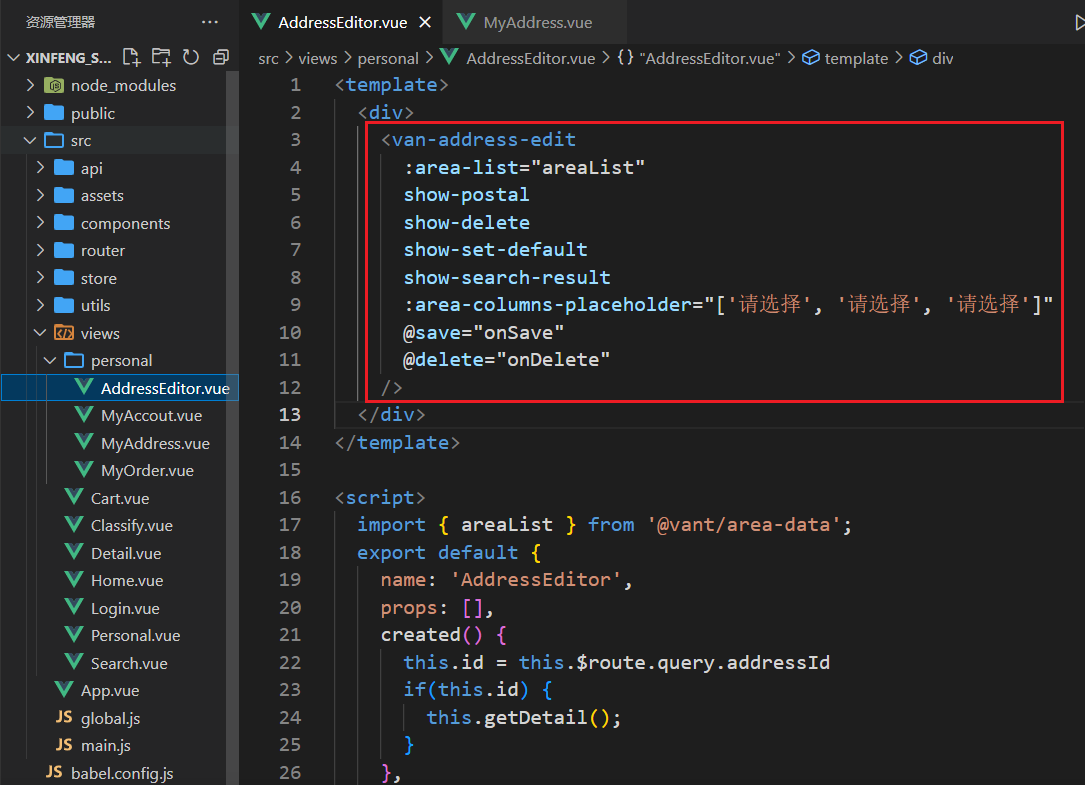 资源管理器 ···
XINFENG_S...
node_modules
public
src
api
assets
components
router
store
utils
views
personal
AddressEditor.vue
MyAccout.vue
MyAddress.vue
MyOrder.vue
Cart.vue
Classify.vue
Detail.vue
Home.vue
Login.vue
Personal.vue
Search.vue
App.vue
JS global.js
JS main.js
JS babel.config.js
AddressEditor.vue × MyAddress.vue
src > views > personal > AddressEditor.vue > {} "AddressEditor.vue" > template > div
1 <template>
2 <div>
3 <van-address-edit
4 :area-list="areaList"
5 show-postal
6 show-delete
7 show-set-default
8 show-search-result
9 :area-columns-placeholder="['请选择', '请选择', '请选择']"
10 @save="onSave"
11 @delete="onDelete"
12 />
13 </div>
14 </template>
15
16 <script>
17 import { areaList } from '@vant/area-data';
18 export default {
19 name: 'AddressEditor',
20 props: [],
21 created() {
22 this.id = this.$route.query.addressId
23 if(this.id) {
24 this.getDetail();
25 }
26 },